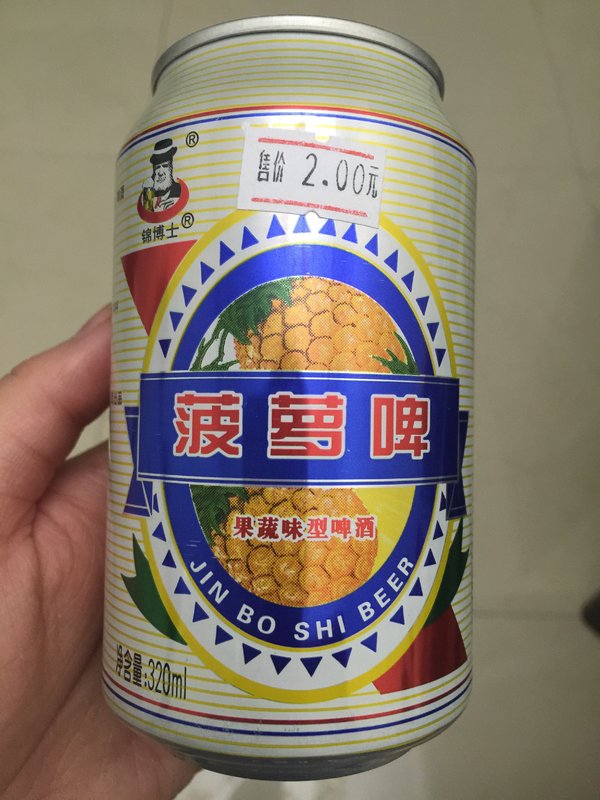 售价 2.00元
®
锦博士®
菠萝啤
果蔬味型啤酒
JIN BO SHI BEER
净含量:320ml